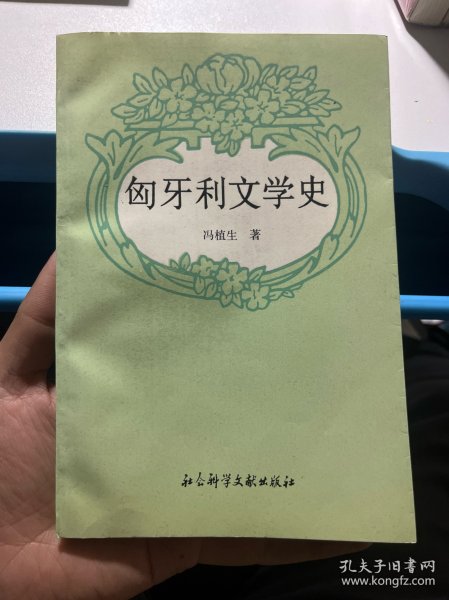 匈牙利文学史
冯植生 著
社会科学文献出版社
孔夫子旧书网
www.kongfz.com